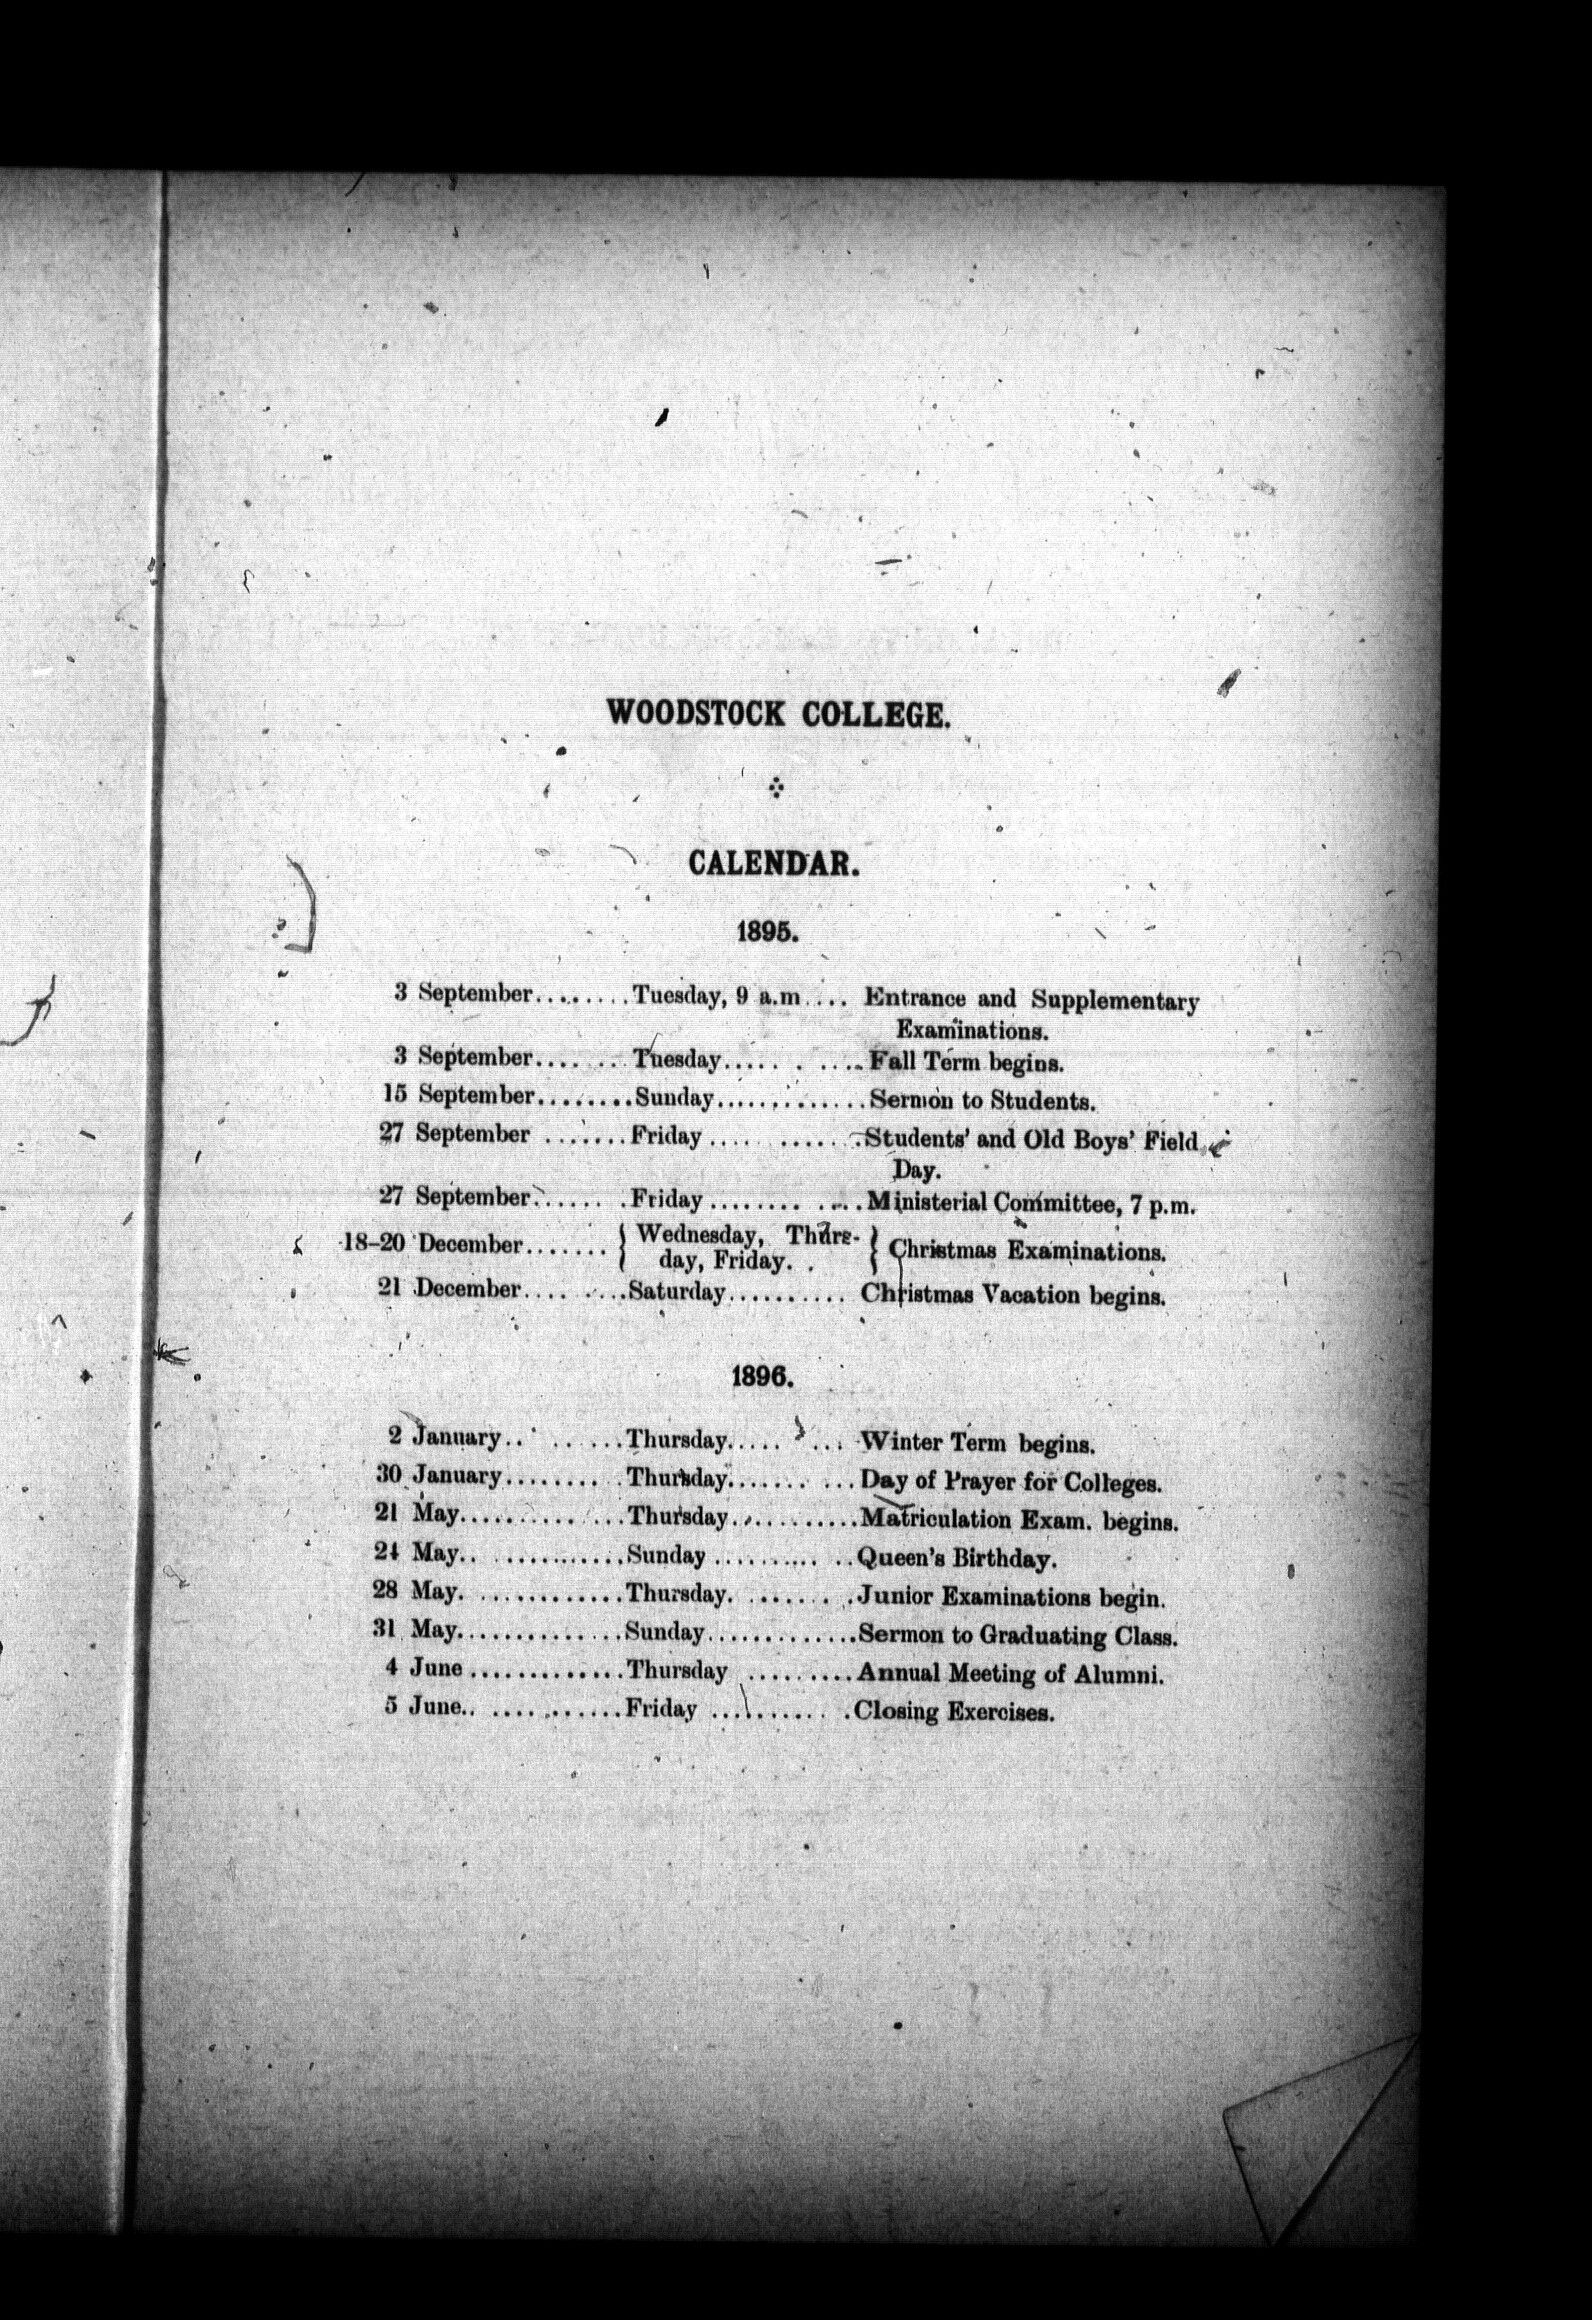 WOODSTOCK COLLEGE.
CALENDAR.
1895.
3 September........Tuesday, 9 a.m.... Entrance and Supplementary
Examinations.
3 September.......Tuesday..... . ....Fall Term begins.
15 September........Sunday.............Sermon to Students.
27 September .......Friday .... .......Students' and Old Boys' Field
Day.
27 September.......Friday ........ ....Ministerial Committee, 7 p.m.
18–20 December....... { Wednesday, Thurs-
day, Friday. . } Christmas Examinations.
21 December.... ....Saturday.......... Christmas Vacation begins.
1896.
2 January.. .. ....Thursday..... ... Winter Term begins.
30 January........ .Thursday....... ...Day of Prayer for Colleges.
21 May.......... ...Thursday...........Matriculation Exam. begins.
24 May.. ...........Sunday .......... ..Queen's Birthday.
28 May. ............Thursday. ....... .Junior Examinations begin.
31 May..............Sunday.............Sermon to Graduating Class.
4 June .............Thursday .........Annual Meeting of Alumni.
5 June.. .... ......Friday .......... .Closing Exercises.